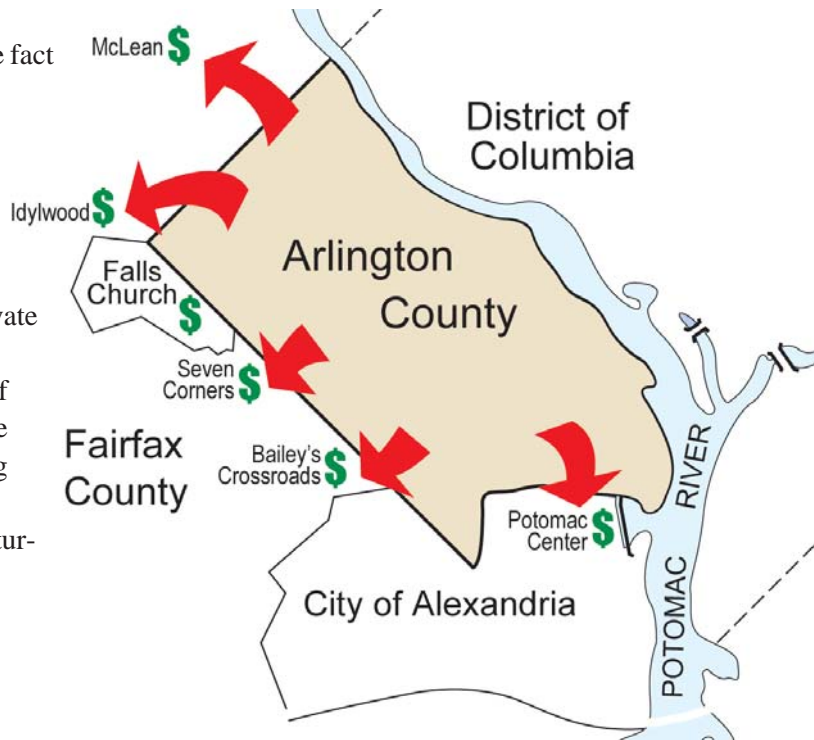 e fact
vate
f
e
g
tur-
McLean $
District of
Columbia
Idylwood $
Falls
Church $
Arlington
County
Seven
Corners $
Fairfax
County
Bailey's
Crossroads $
Potomac
Center $
City of Alexandria
POTOMAC
RIVER